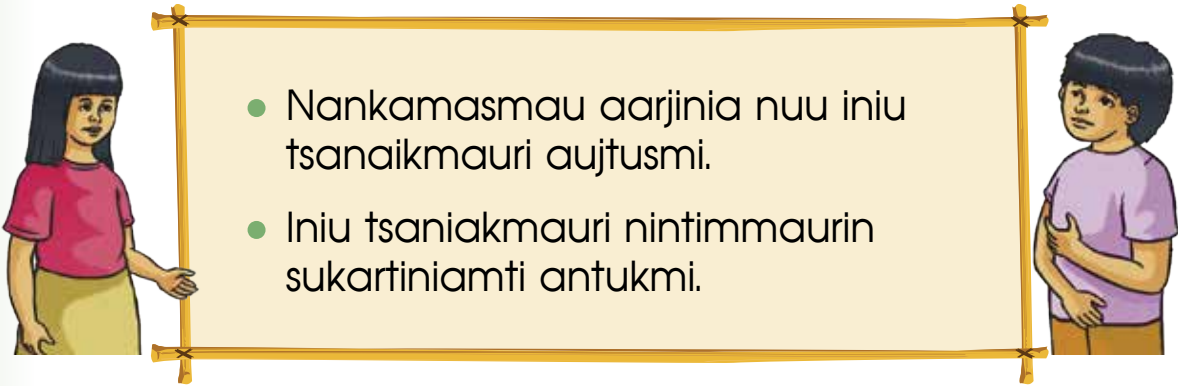 • Nankamasmau aarjinia nuu iniu
tsanaikmauri aujtusmi.
• Iniu tsaniakmauri nintimmaurin
sukartiniamti antukmi.